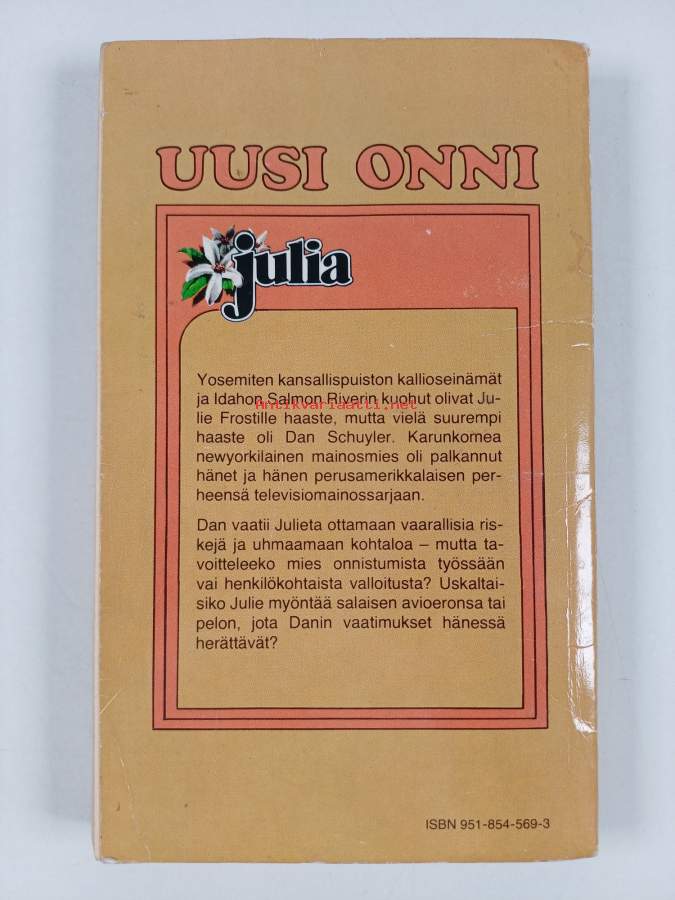 UUSI ONNI
julia
Yosemiten kansallispuiston kallioseinämät
ja Idahon Salmon Riverin kuohut olivat Ju-
Antikvariaatti.net
lie Frostille haaste, mutta vielä suurempi
haaste oli Dan Schuyler. Karunkomea
newyorkilainen mainosmies oli palkannut
hänet ja hänen perusamerikkalaisen per-
heensä televisiomainossarjaan.
Dan vaatii Julieta ottamaan vaarallisia ris-
kejä ja uhmaamaan kohtaloa – mutta ta-
voitteleeko mies onnistumista työssään
vai henkilökohtaista valloitusta? Uskaltai-
siko Julie myöntää salaisen avioeronsa tai
pelon, jota Danin vaatimukset hänessä
herättävät?
ISBN 951-854-569-3